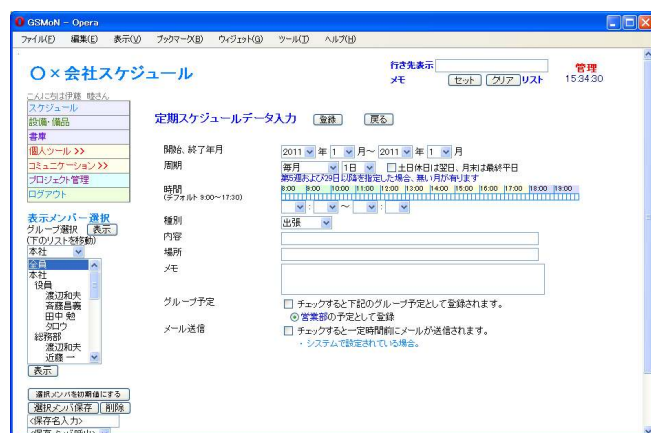 GSMoN - Opera
ファイル(F) 編集(E) 表示(V) ブックマーク(B) ウィジェット(O) ツール(T) ヘルプ(H)
○×会社スケジュール
行き先表示
管理
メモ セット クリア リスト 15:34:30
こんにちは伊藤 睦さん
スケジュール
設備・備品
書庫
個人ツール >>
コミュニケーション >>
プロジェクト管理
ログアウト
定期スケジュールデータ入力 登録 戻る
開始、終了年月 2011 年 1 月～ 2011 年 1 月
周期 毎月 1日 土日休日は翌日、月末は最終平日
第5週および29日以降を指定した場合、無い月が有ります
時間
(デフォルト 9:00～17:30)
8:00 9:00 10:00 11:00 12:00 13:00 14:00 15:00 16:00 17:00 18:00 19:00
: ～ :
種別 出張
内容
場所
メモ
グループ予定 チェックすると下記のグループ予定として登録されます。
営業部の予定として登録
メール送信 チェックすると一定時間前にメールが送信されます。
・システムで設定されている場合。
表示メンバー選択
グループ選択 表示
(下のリストを移動)
本社
全員
本社
役員
渡辺和夫
斉藤昌義
田中 勉
タロウ
総務部
渡辺和夫
近藤 一
表示
選択メンバを初期値にする
選択メンバ保存 削除
<保存名入力>